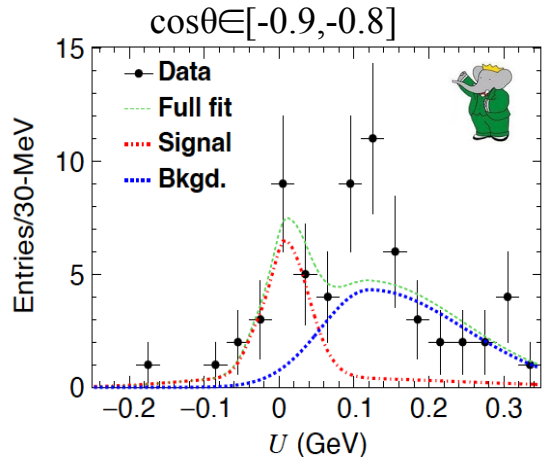 cosθ∈[-0.9,-0.8]
15
Data
Full fit
Signal
Bkgd.
10
5
0
Entries/30-MeV
−0.2 −0.1 0 0.1 0.2 0.3
U (GeV)